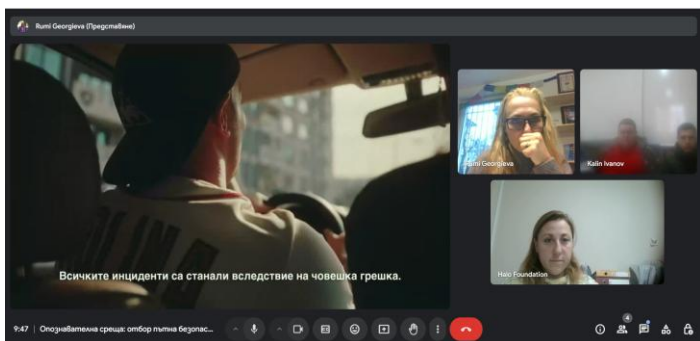 Rumi Georgieva (Представяне)
Всичките инциденти са станали вследствие на човешка грешка.
Georgieva
Kalin Ivanov
Halo Foundation
9:47 | Опознавателна среща: отбор пътна безопас...
4